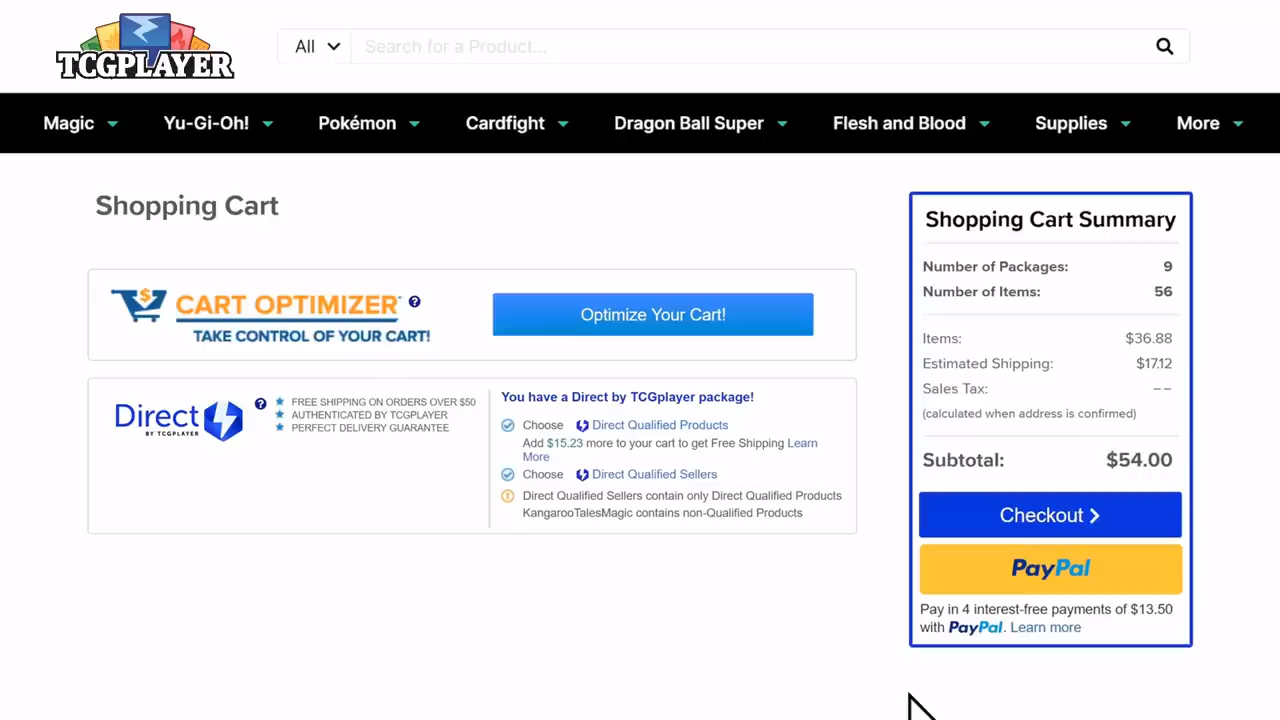 TCGPLAYER
All
Search for a Product...
Magic Yu-Gi-Oh! Pokémon Cardfight Dragon Ball Super Flesh and Blood Supplies More
Shopping Cart
CART OPTIMIZER
?
TAKE CONTROL OF YOUR CART!
Optimize Your Cart!
Direct
BY TCGPLAYER
?
FREE SHIPPING ON ORDERS OVER $50
AUTHENTICATED BY TCGPLAYER
PERFECT DELIVERY GUARANTEE
You have a Direct by TCGplayer package!
Choose Direct Qualified Products
Add $15.23 more to your cart to get Free Shipping Learn
More
Choose Direct Qualified Sellers
Direct Qualified Sellers contain only Direct Qualified Products
KangarooTalesMagic contains non-Qualified Products
Shopping Cart Summary
Number of Packages: 9
Number of Items: 56
Items: $36.88
Estimated Shipping: $17.12
Sales Tax: --
(calculated when address is confirmed)
Subtotal: $54.00
Checkout
PayPal
Pay in 4 interest-free payments of $13.50
with PayPal. Learn more